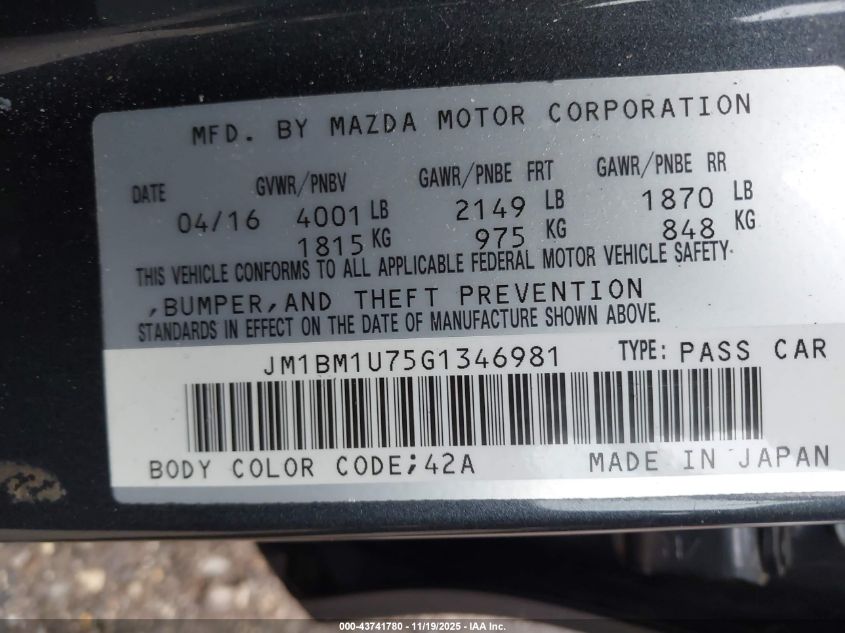 MFD. BY MAZDA MOTOR CORPORATION
DATE GVWR/PNBV GAWR/PNBE FRT GAWR/PNBE RR
04/16 4001 LB 2149 LB 1870 LB
1815 KG 975 KG 848 KG
THIS VEHICLE CONFORMS TO ALL APPLICABLE FEDERAL MOTOR VEHICLE SAFETY
,BUMPER,AND THEFT PREVENTION
STANDARDS IN EFFECT ON THE DATE OF MANUFACTURE SHOWN ABOVE.
JM1BM1U75G1346981 TYPE: PASS CAR
BODY COLOR CODE;42A MADE IN JAPAN
000-43741780 - 11/19/2025 - IAA Inc.